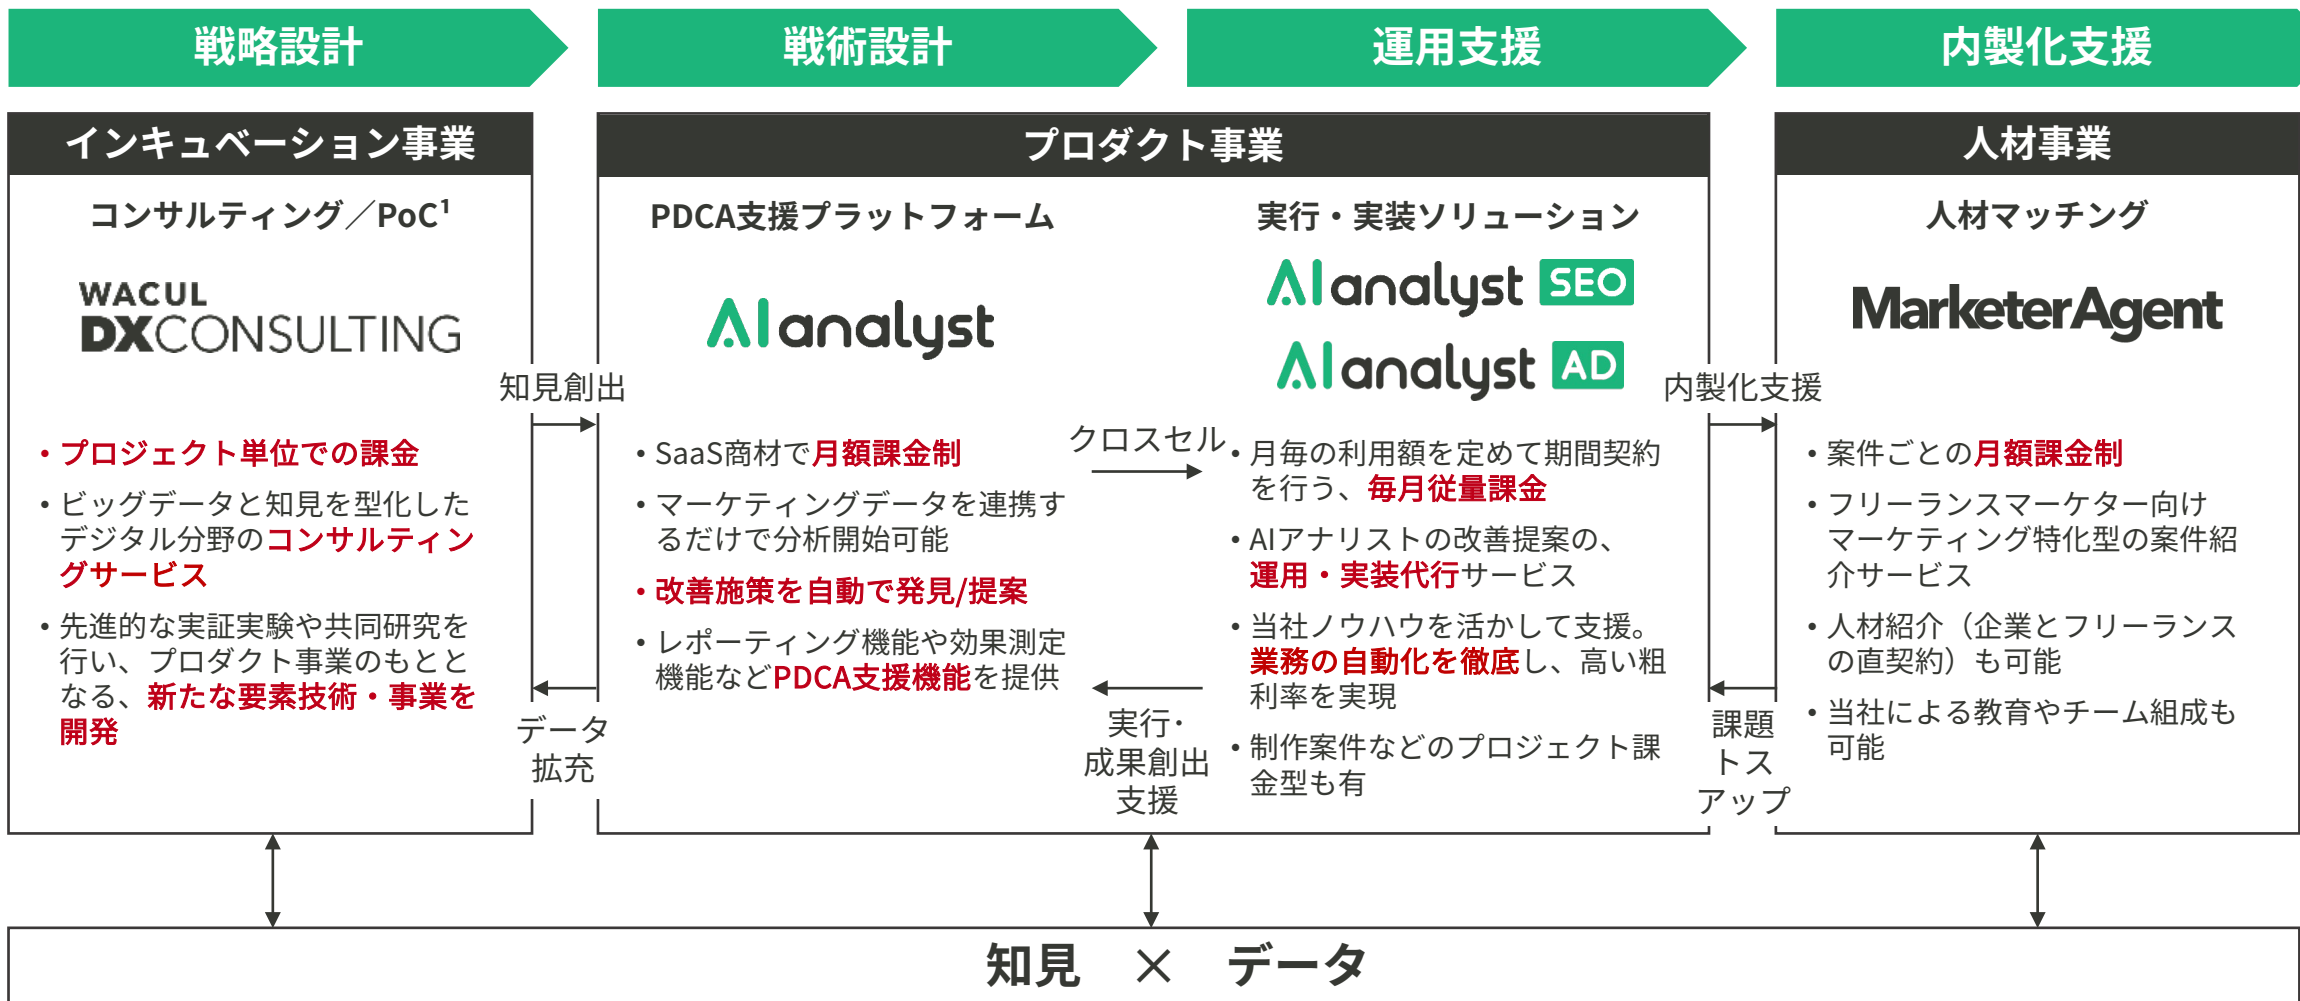 戦略設計
戦術設計
運用支援
内製化支援
インキュベーション事業
コンサルティング／PoC¹
WACUL
DXCONSULTING
・プロジェクト単位での課金
・ビッグデータと知見を型化した
デジタル分野のコンサルティン
グサービス
・先進的な実証実験や共同研究を
行い、プロダクト事業のもとと
なる、新たな要素技術・事業を
開発
知見創出
データ
拡充
プロダクト事業
PDCA支援プラットフォーム
AI analyst
・SaaS商材で月額課金制
・マーケティングデータを連携す
るだけで分析開始可能
・改善施策を自動で発見/提案
・レポーティング機能や効果測定
機能などPDCA支援機能を提供
クロスセル
実行・
成果創出
支援
実行・実装ソリューション
AI analyst SEO
AI analyst AD
・月毎の利用額を定めて期間契約
を行う、毎月従量課金
・AIアナリストの改善提案の、
運用・実装代行サービス
・当社ノウハウを活かして支援。
業務の自動化を徹底し、高い粗
利率を実現
・制作案件などのプロジェクト課
金型も有
内製化支援
課題
トス
アップ
人材事業
人材マッチング
MarketerAgent
・案件ごとの月額課金制
・フリーランスマーケター向け
マーケティング特化型の案件紹
介サービス
・人材紹介（企業とフリーランス
の直契約）も可能
・当社による教育やチーム組成も
可能
知見　×　データ